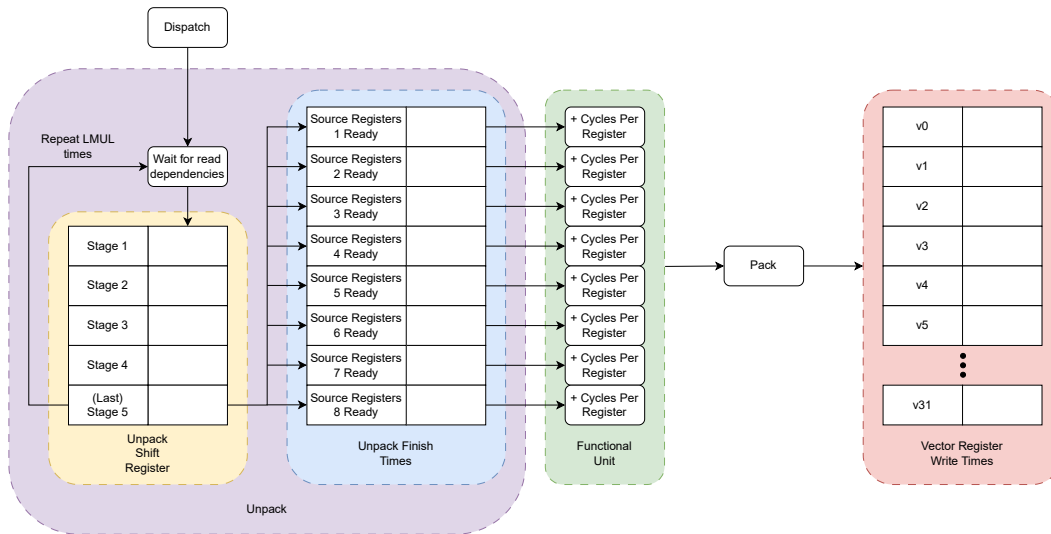 Dispatch
Repeat LMUL
times
Wait for read
dependencies
Stage 1
Stage 2
Stage 3
Stage 4
(Last)
Stage 5
Unpack
Shift
Register
Source Registers
1 Ready
Source Registers
2 Ready
Source Registers
3 Ready
Source Registers
4 Ready
Source Registers
5 Ready
Source Registers
6 Ready
Source Registers
7 Ready
Source Registers
8 Ready
Unpack Finish
Times
Unpack
+ Cycles Per
Register
+ Cycles Per
Register
+ Cycles Per
Register
+ Cycles Per
Register
+ Cycles Per
Register
+ Cycles Per
Register
+ Cycles Per
Register
+ Cycles Per
Register
Functional
Unit
Pack
v0
v1
v2
v3
v4
v5
v31
Vector Register
Write Times